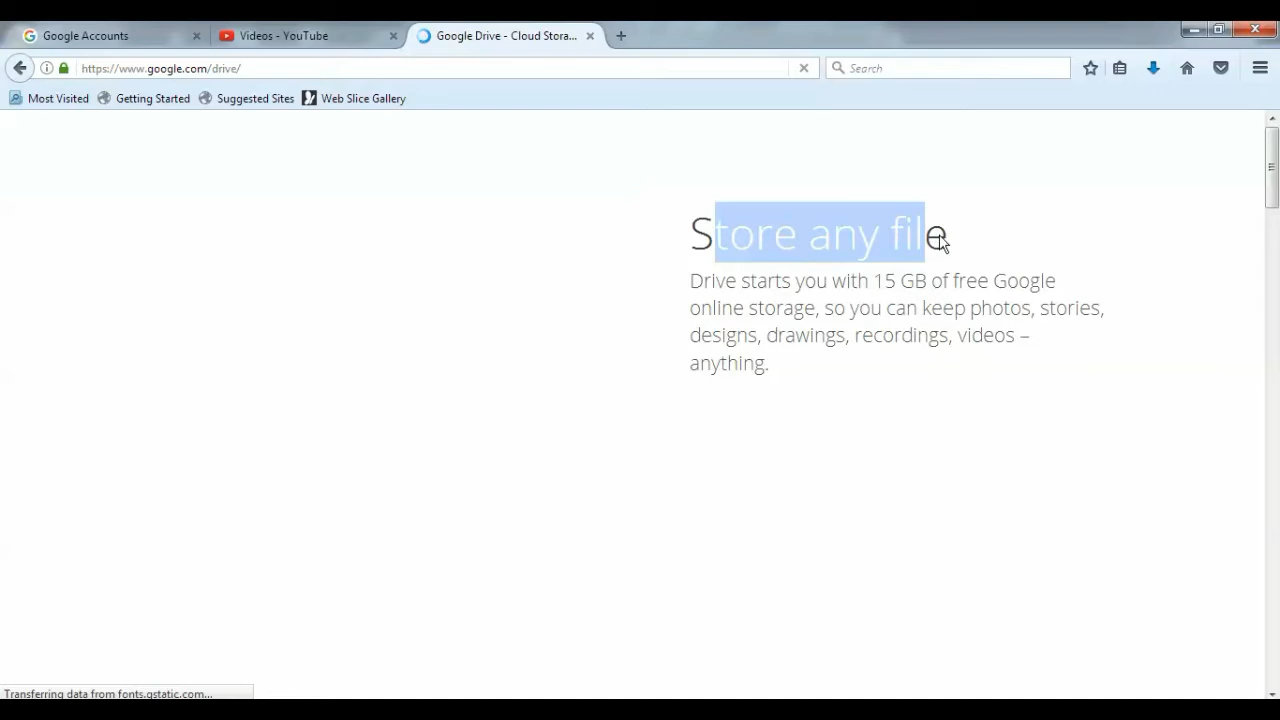 Google Accounts
Videos - YouTube
Google Drive - Cloud Stora...
https://www.google.com/drive/
Search
Most Visited
Getting Started
Suggested Sites
Web Slice Gallery
Store any file
Drive starts you with 15 GB of free Google
online storage, so you can keep photos, stories,
designs, drawings, recordings, videos –
anything.
Transferring data from fonts.gstatic.com...